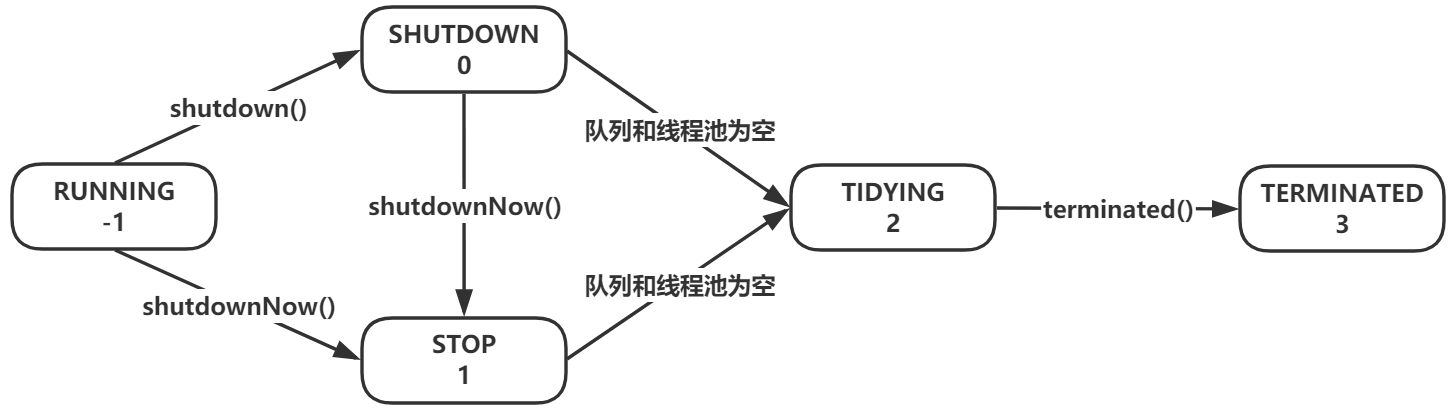 SHUTDOWN
0
shutdown()
队列和线程池为空
RUNNING
-1
shutdownNow()
TIDYING
2
terminated()
TERMINATED
3
shutdownNow()
队列和线程池为空
STOP
1